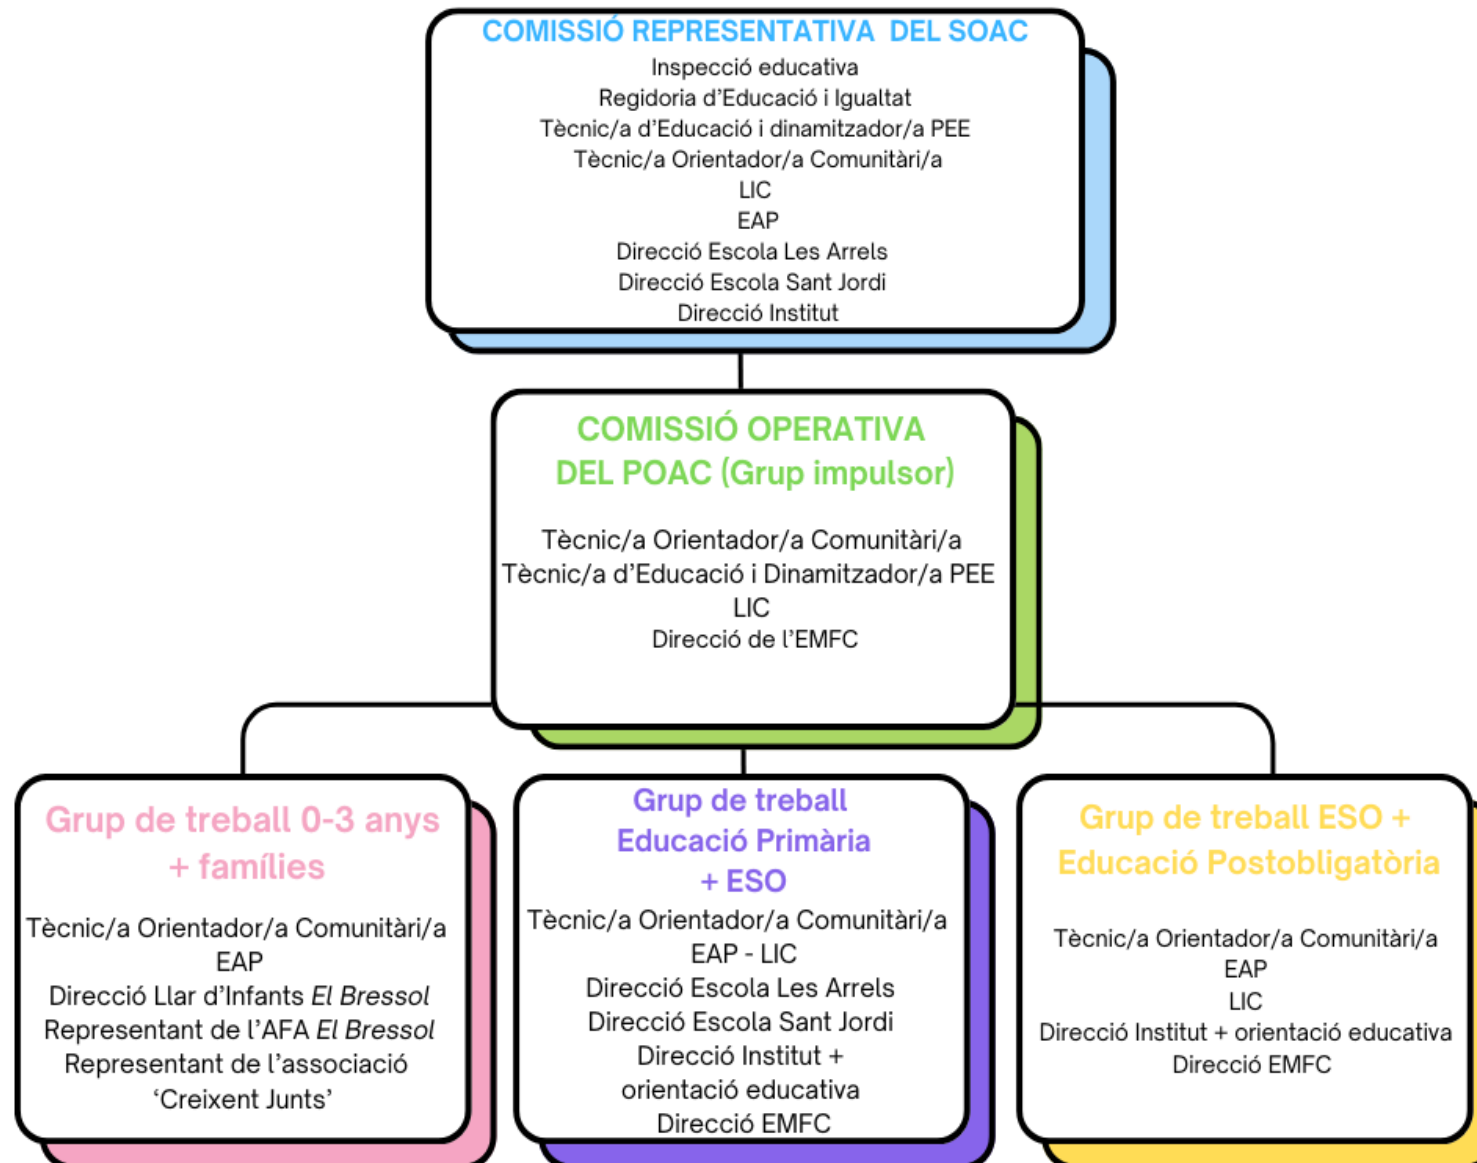 COMISSIÓ REPRESENTATIVA DEL SOAC
Inspecció educativa
Regidoria d'Educació i Igualtat
Tècnic/a d'Educació i dinamitzador/a PEE
Tècnic/a Orientador/a Comunitàri/a
LIC
EAP
Direcció Escola Les Arrels
Direcció Escola Sant Jordi
Direcció Institut
COMISSIÓ OPERATIVA
DEL POAC (Grup impulsor)
Tècnic/a Orientador/a Comunitàri/a
Tècnic/a d'Educació i Dinamitzador/a PEE
LIC
Direcció de l'EMFC
Grup de treball 0-3 anys
+ famílies
Tècnic/a Orientador/a Comunitàri/a
EAP
Direcció Llar d'Infants El Bressol
Representant de l'AFA El Bressol
Representant de l'associació
'Creixent Junts'
Grup de treball
Educació Primària
+ ESO
Tècnic/a Orientador/a Comunitàri/a
EAP - LIC
Direcció Escola Les Arrels
Direcció Escola Sant Jordi
Direcció Institut +
orientació educativa
Direcció EMFC
Grup de treball ESO +
Educació Postobligatòria
Tècnic/a Orientador/a Comunitàri/a
EAP
LIC
Direcció Institut + orientació educativa
Direcció EMFC